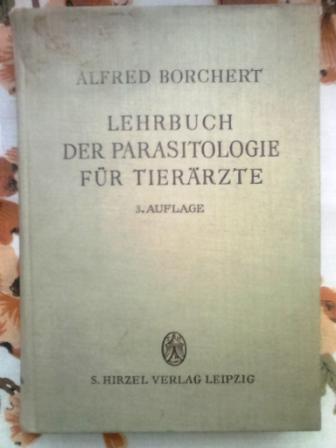 ALFRED BORCHERT
LEHRBUCH
DER PARASITOLOGIE
FÜR TIERÄRZTE
3. AUFLAGE
S. HIRZEL VERLAG LEIPZIG